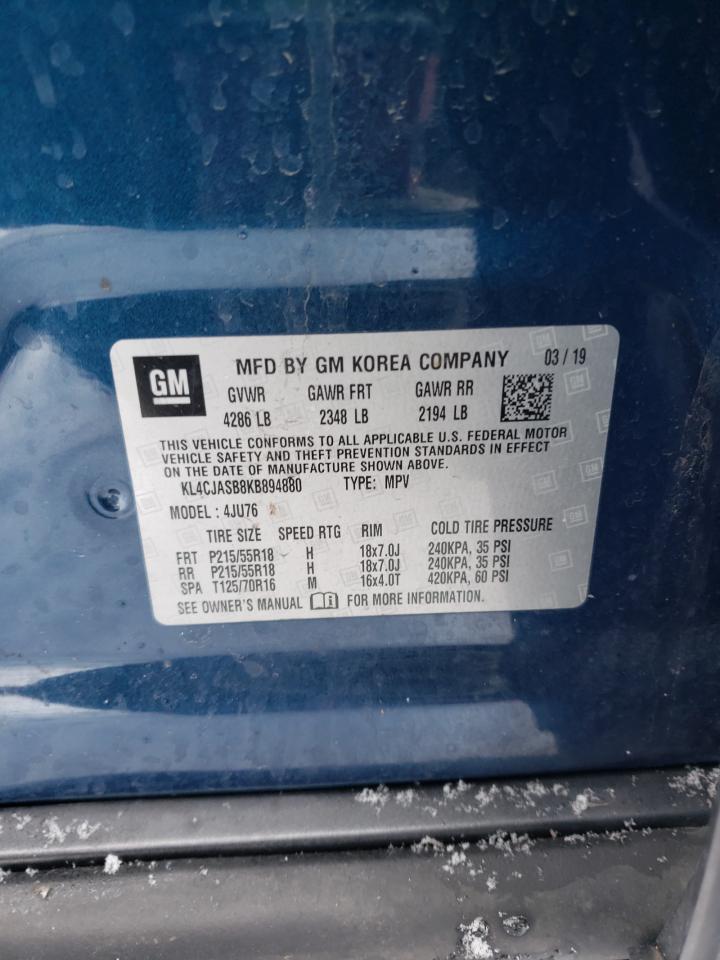 GM MFD BY GM KOREA COMPANY 03 / 19
GVWR GAWR FRT GAWR RR
4286 LB 2348 LB 2194 LB
THIS VEHICLE CONFORMS TO ALL APPLICABLE U.S. FEDERAL MOTOR
VEHICLE SAFETY AND THEFT PREVENTION STANDARDS IN EFFECT
ON THE DATE OF MANUFACTURE SHOWN ABOVE.
KL4CJASB8KB894880 TYPE: MPV
MODEL : 4JU76
TIRE SIZE SPEED RTG RIM COLD TIRE PRESSURE
FRT P215/55R18 H 18x7.0J 240KPA, 35 PSI
RR P215/55R18 H 18x7.0J 240KPA, 35 PSI
SPA T125/70R16 M 16x4.0T 420KPA, 60 PSI
SEE OWNER'S MANUAL FOR MORE INFORMATION.